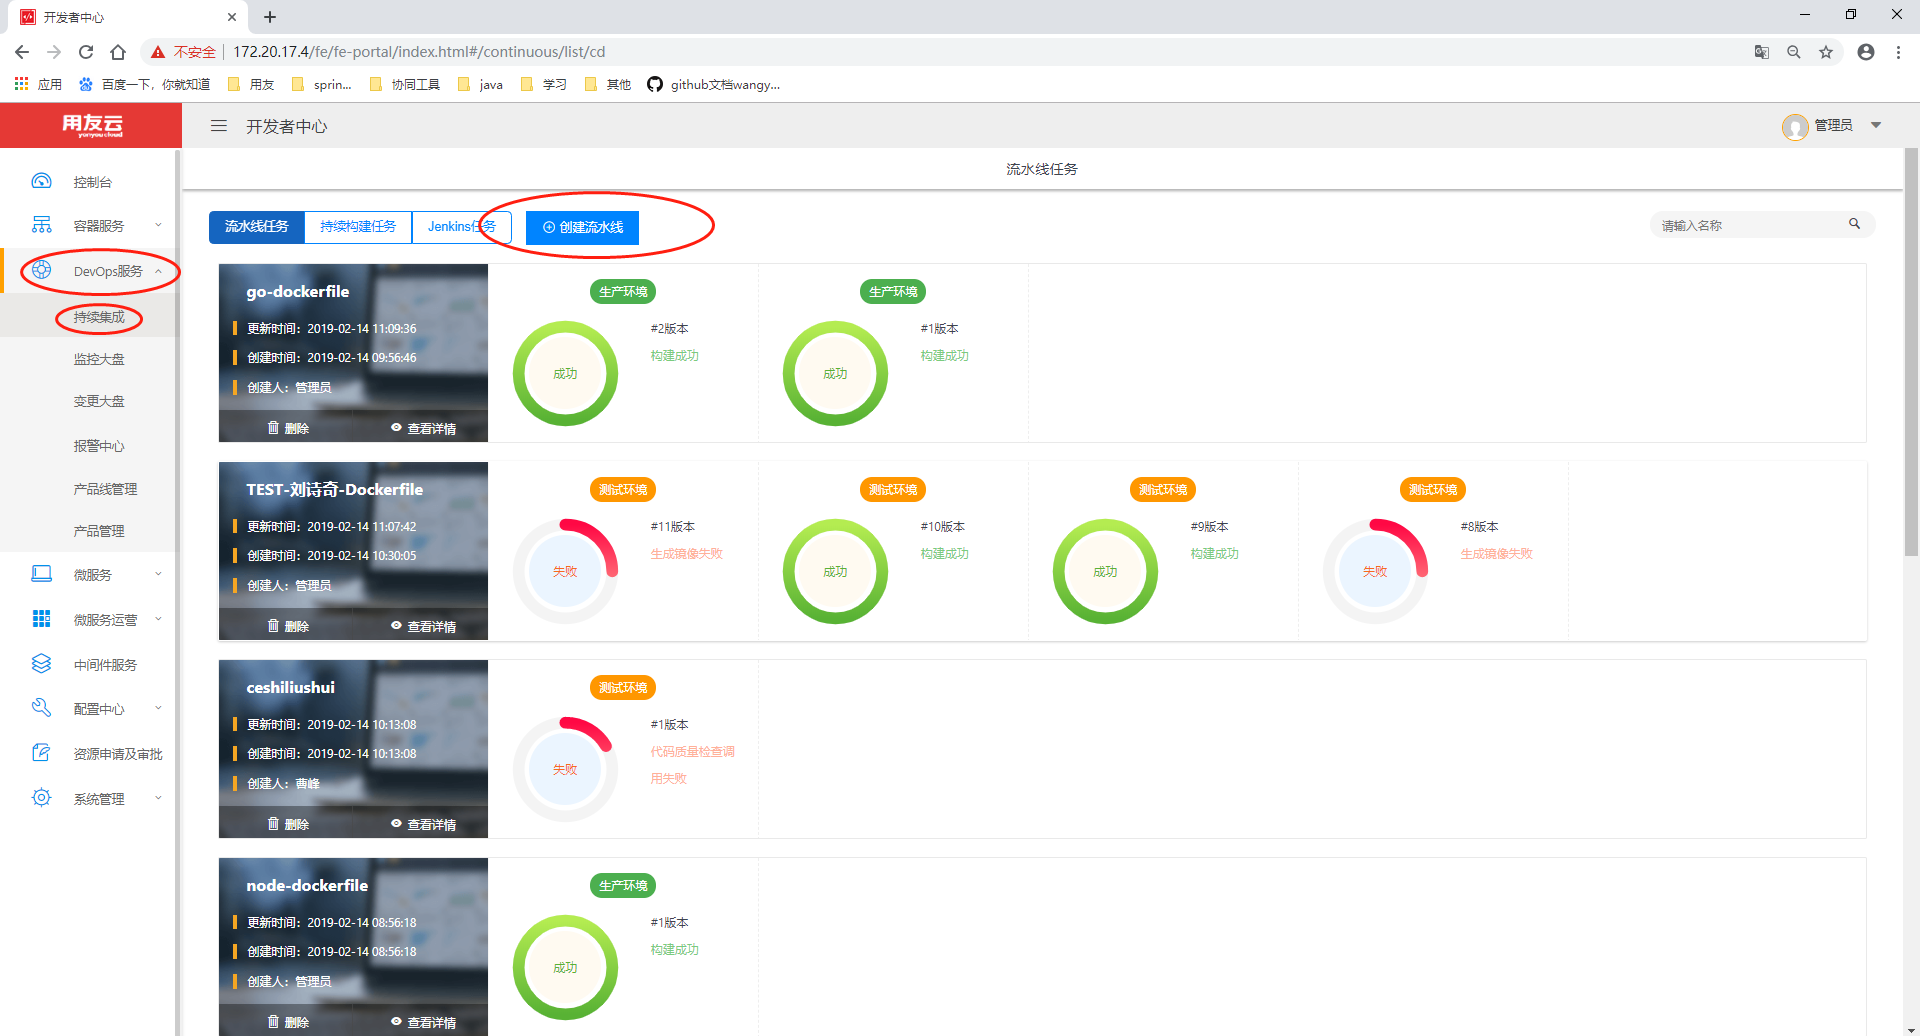 开发者中心
不安全 172.20.17.4/fe/fe-portal/index.html#/continuous/list/cd
应用 百度一下，你就知道 用友 sprin... 协同工具 java 学习 其他 github文档wangy...
用友云
yonyou cloud
开发者中心
管理员
流水线任务
控制台
容器服务
DevOps服务
持续集成
监控大盘
变更大盘
报警中心
产品线管理
产品管理
微服务
微服务运营
中间件服务
配置中心
资源申请及审批
系统管理
流水线任务 持续构建任务 Jenkins任务 创建流水线
请输入名称
go-dockerfile
更新时间：2019-02-14 11:09:36
创建时间：2019-02-14 09:56:46
创建人：管理员
删除 查看详情
生产环境
#2版本
构建成功
成功
生产环境
#1版本
构建成功
成功
TEST-刘诗奇-Dockerfile
更新时间：2019-02-14 11:07:42
创建时间：2019-02-14 10:30:05
创建人：管理员
删除 查看详情
测试环境
#11版本
生成镜像失败
失败
测试环境
#10版本
构建成功
成功
测试环境
#9版本
构建成功
成功
测试环境
#8版本
生成镜像失败
失败
ceshiliushui
更新时间：2019-02-14 10:13:08
创建时间：2019-02-14 10:13:08
创建人：曹峰
删除 查看详情
测试环境
#1版本
代码质量检查调
用失败
失败
node-dockerfile
更新时间：2019-02-14 08:56:18
创建时间：2019-02-14 08:56:18
创建人：管理员
删除 查看详情
生产环境
#1版本
构建成功
成功